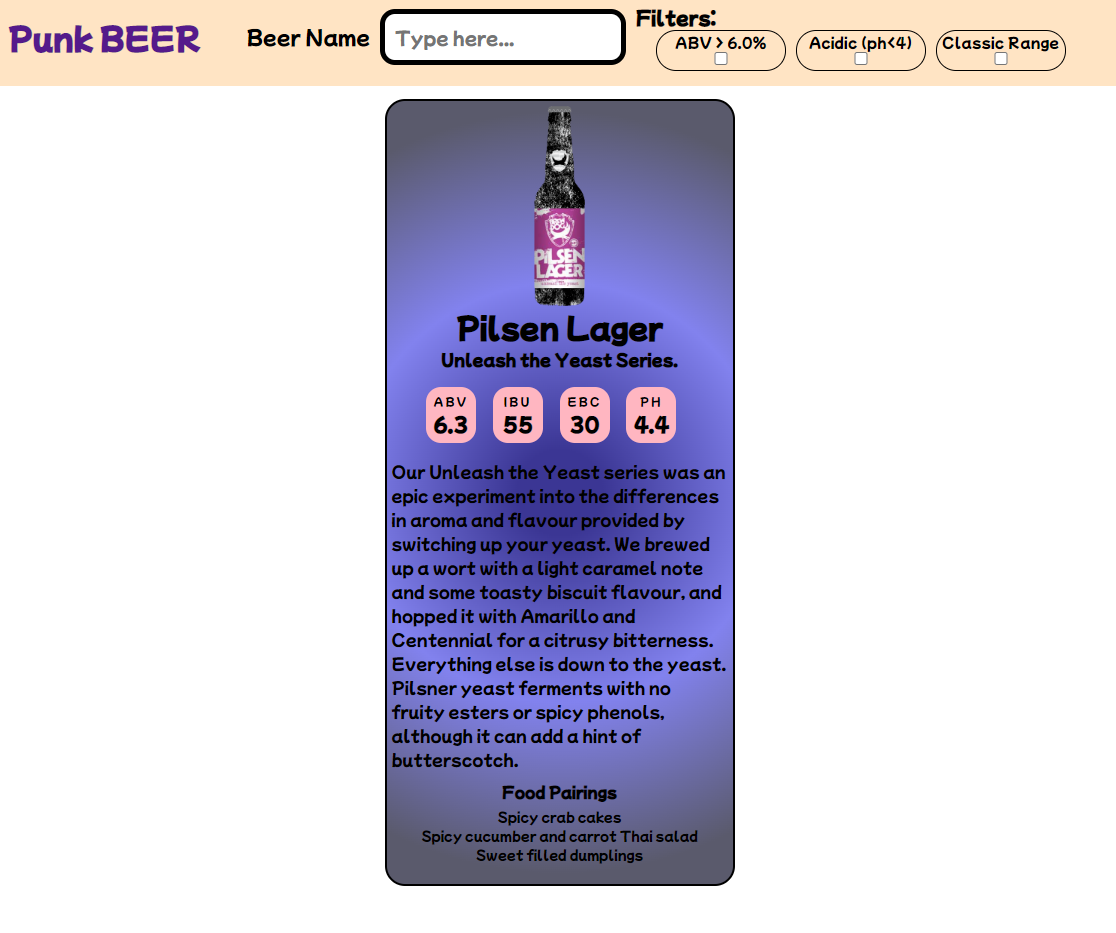 Punk BEER
Beer Name
Type here...
Filters:
ABV > 6.0%
Acidic (ph<4)
Classic Range
PILSEN
LAGER
Pilsen Lager
Unleash the Yeast Series.
ABV
6.3
IBU
55
EBC
30
PH
4.4
Our Unleash the Yeast series was an
epic experiment into the differences
in aroma and flavour provided by
switching up your yeast. We brewed
up a wort with a light caramel note
and some toasty biscuit flavour, and
hopped it with Amarillo and
Centennial for a citrusy bitterness.
Everything else is down to the yeast.
Pilsner yeast ferments with no
fruity esters or spicy phenols,
although it can add a hint of
butterscotch.
Food Pairings
Spicy crab cakes
Spicy cucumber and carrot Thai salad
Sweet filled dumplings